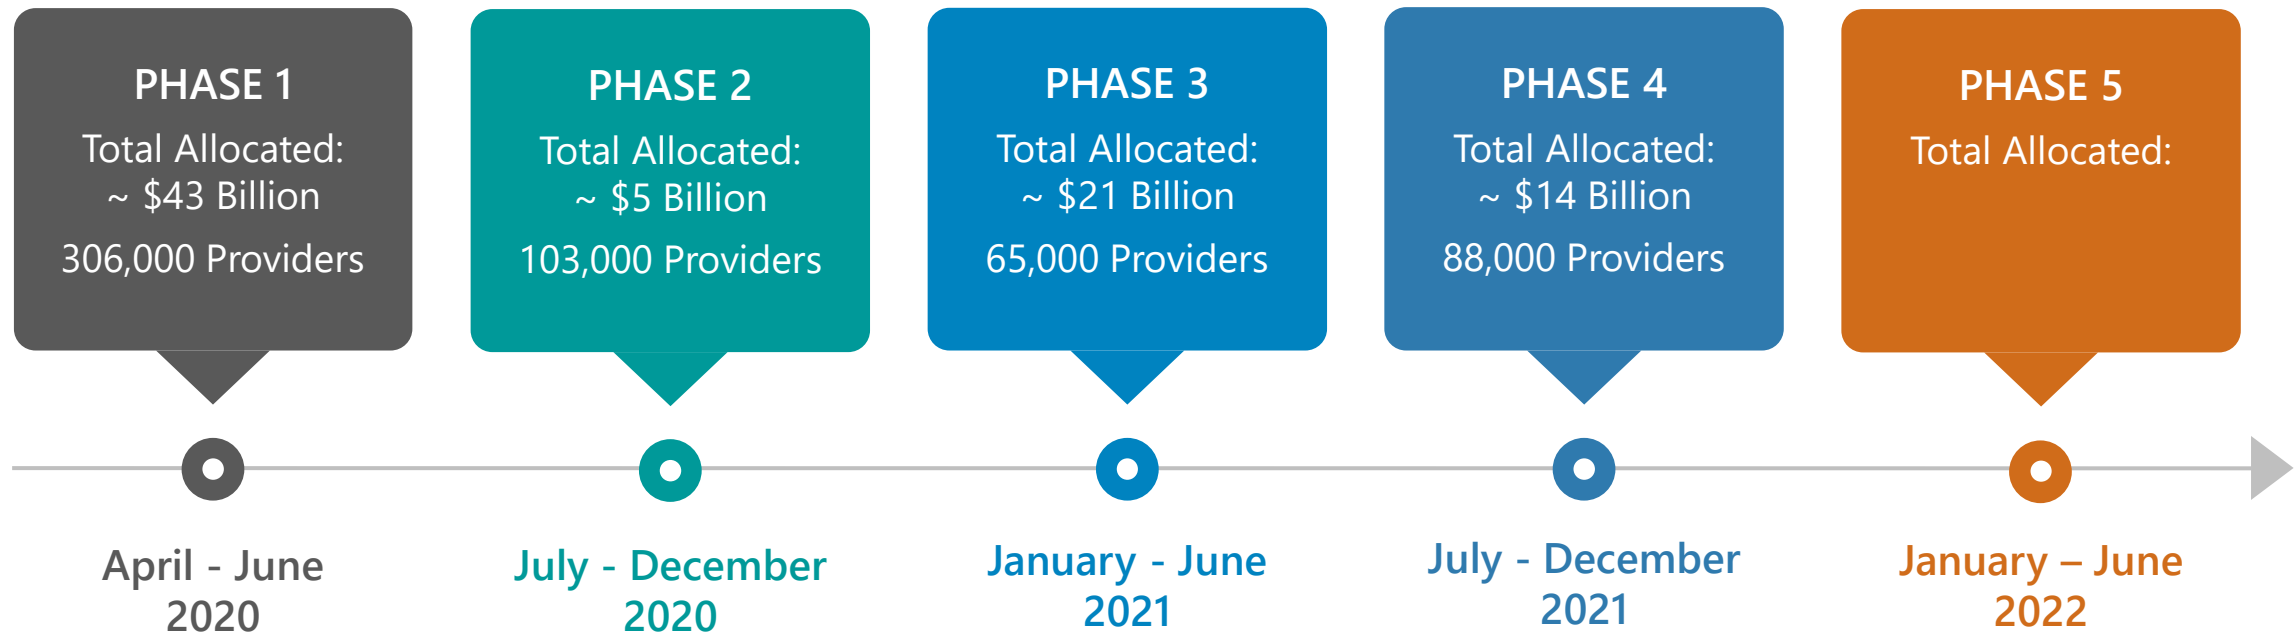 PHASE 1
Total Allocated:
~ $43 Billion
306,000 Providers
PHASE 2
Total Allocated:
~ $5 Billion
103,000 Providers
PHASE 3
Total Allocated:
~ $21 Billion
65,000 Providers
PHASE 4
Total Allocated:
~ $14 Billion
88,000 Providers
PHASE 5
Total Allocated:
April - June
2020
July - December
2020
January - June
2021
July - December
2021
January – June
2022